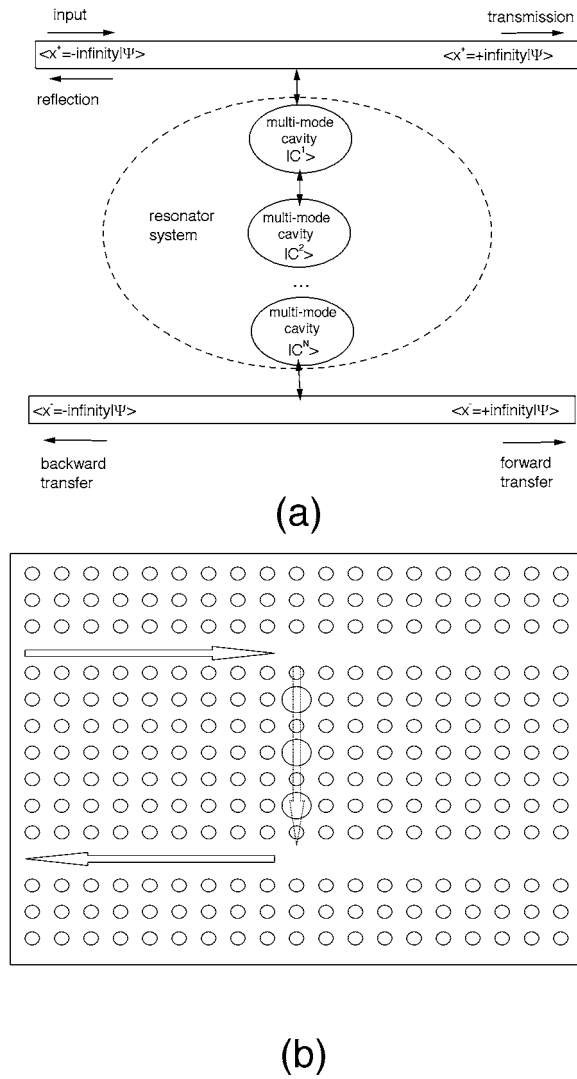 input
transmission
<x⁺=-infinity|Ψ>
<x⁺=+infinity|Ψ>
reflection
multi-mode
cavity
|C¹>
resonator
system
multi-mode
cavity
|C²>
...
multi-mode
cavity
|Cᴺ>
<x⁻=-infinity|Ψ>
<x⁻=+infinity|Ψ>
backward
transfer
forward
transfer
(a)
(b)